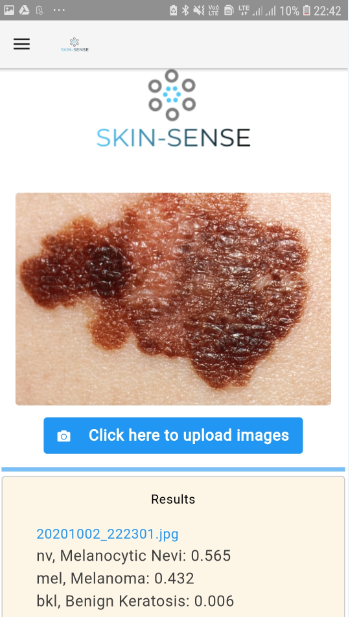 10% 22:42
SKIN-SENSE
SKIN-SENSE
Click here to upload images
Results
20201002_222301.jpg
nv, Melanocytic Nevi: 0.565
mel, Melanoma: 0.432
bkl, Benign Keratosis: 0.006